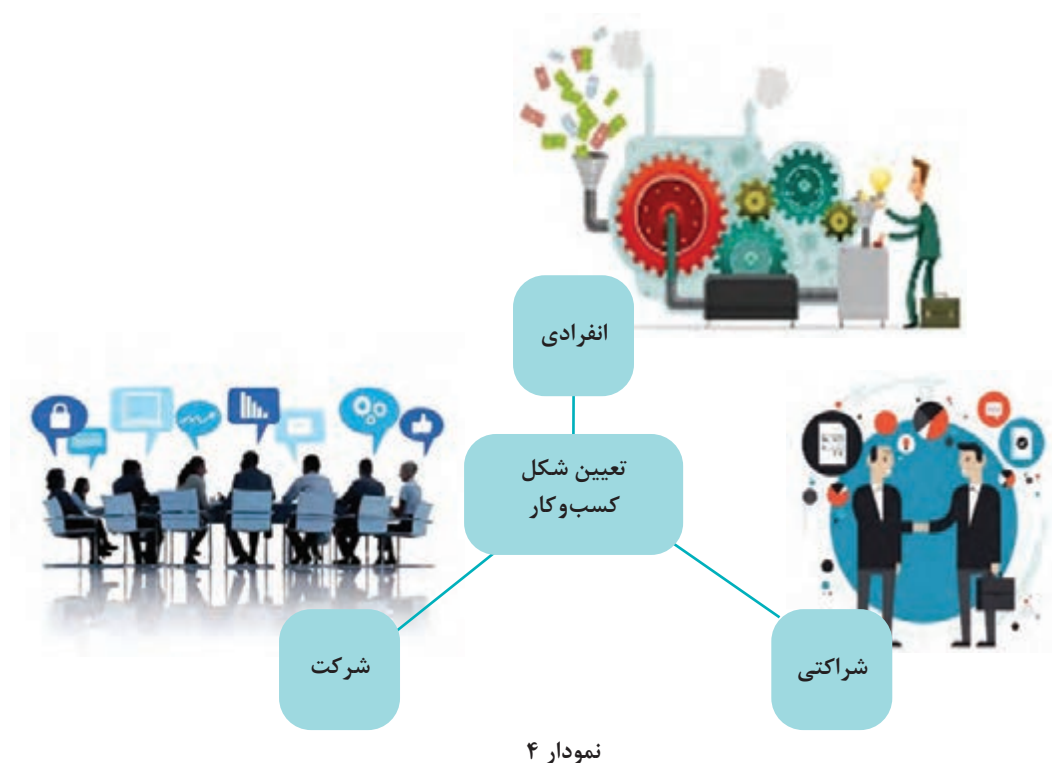 انفرادی
تعیین شکل
کسب‌وکار
شراکتی
شرکت
نمودار ۴